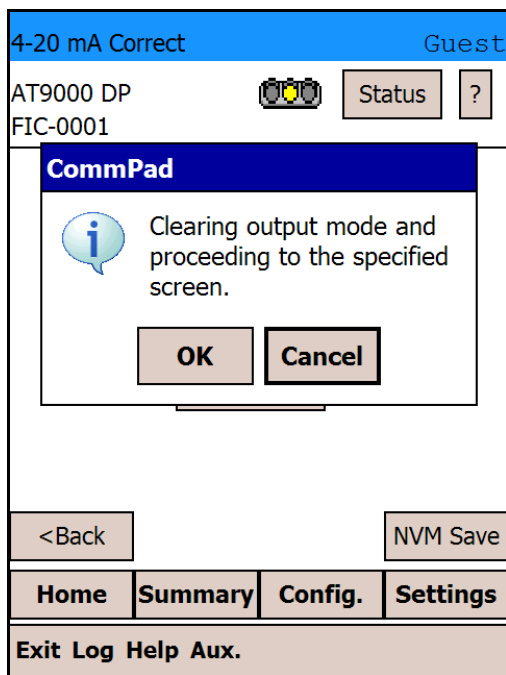 4-20 mA Correct Guest
AT9000 DP Status ?
FIC-0001
CommPad
Clearing output mode and
proceeding to the specified
screen.
OK Cancel
<Back NVM Save
Home Summary Config. Settings
Exit Log Help Aux.